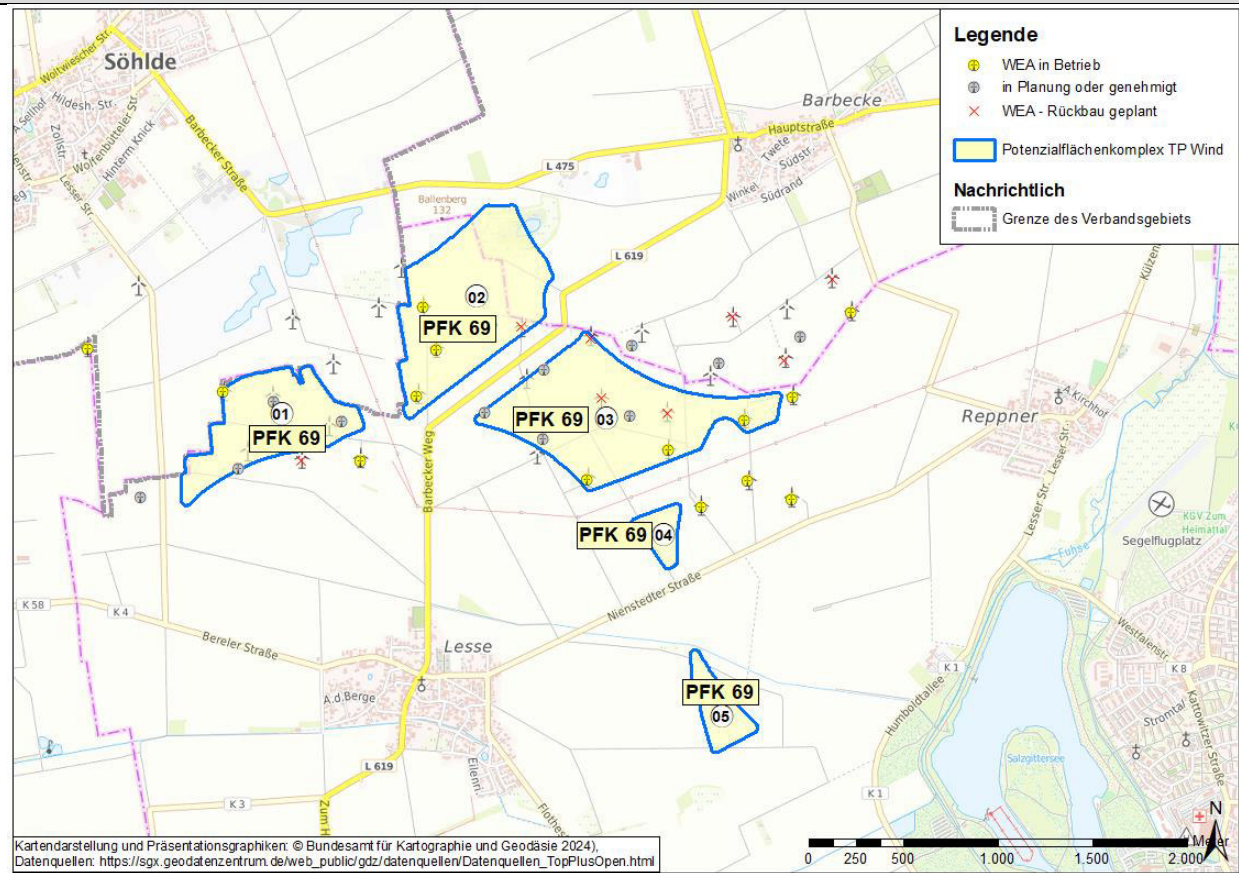 Söhlde
Woltwiescher Str.
A.Sellhof
Hildesh. Str.
Zollstr.
Wolfenbütteler Str.
Hinterm Knick
Lesser Str.
Barbecker Straße
Barbecke
Hauptstraße
Twete
Südstr.
Winkel
Südrand
L 475
Ballenberg
132
L 619
Legende
WEA in Betrieb
in Planung oder genehmigt
WEA - Rückbau geplant
Potenzialflächenkomplex TP Wind
Nachrichtlich
Grenze des Verbandsgebiets
02
PFK 69
01
PFK 69
PFK 69
03
PFK 69
04
PFK 69
05
Barbecker Weg
Reppner
A.Kirchhof
Lesser Str.
Lesser Str.
KGV Zum
Heimattal
Segelflugplatz
Fuhse
Nienstedter Straße
K 58
K 4
Bereler Straße
Lesse
A.d.Berge
L 619
K 3
Zum H
Eilenri
Flothes
K 1
Humboldtallee
Westfalenstr.
K 8
Stromtal
Kattowitzer Straße
Salzgittersee
K 1
N
Meter
0 250 500 1.000 1.500 2.000
Kartendarstellung und Präsentationsgraphiken: © Bundesamt für Kartographie und Geodäsie 2024),
Datenquellen: https://sgx.geodatenzentrum.de/web_public/gdz/datenquellen/Datenquellen_TopPlusOpen.html